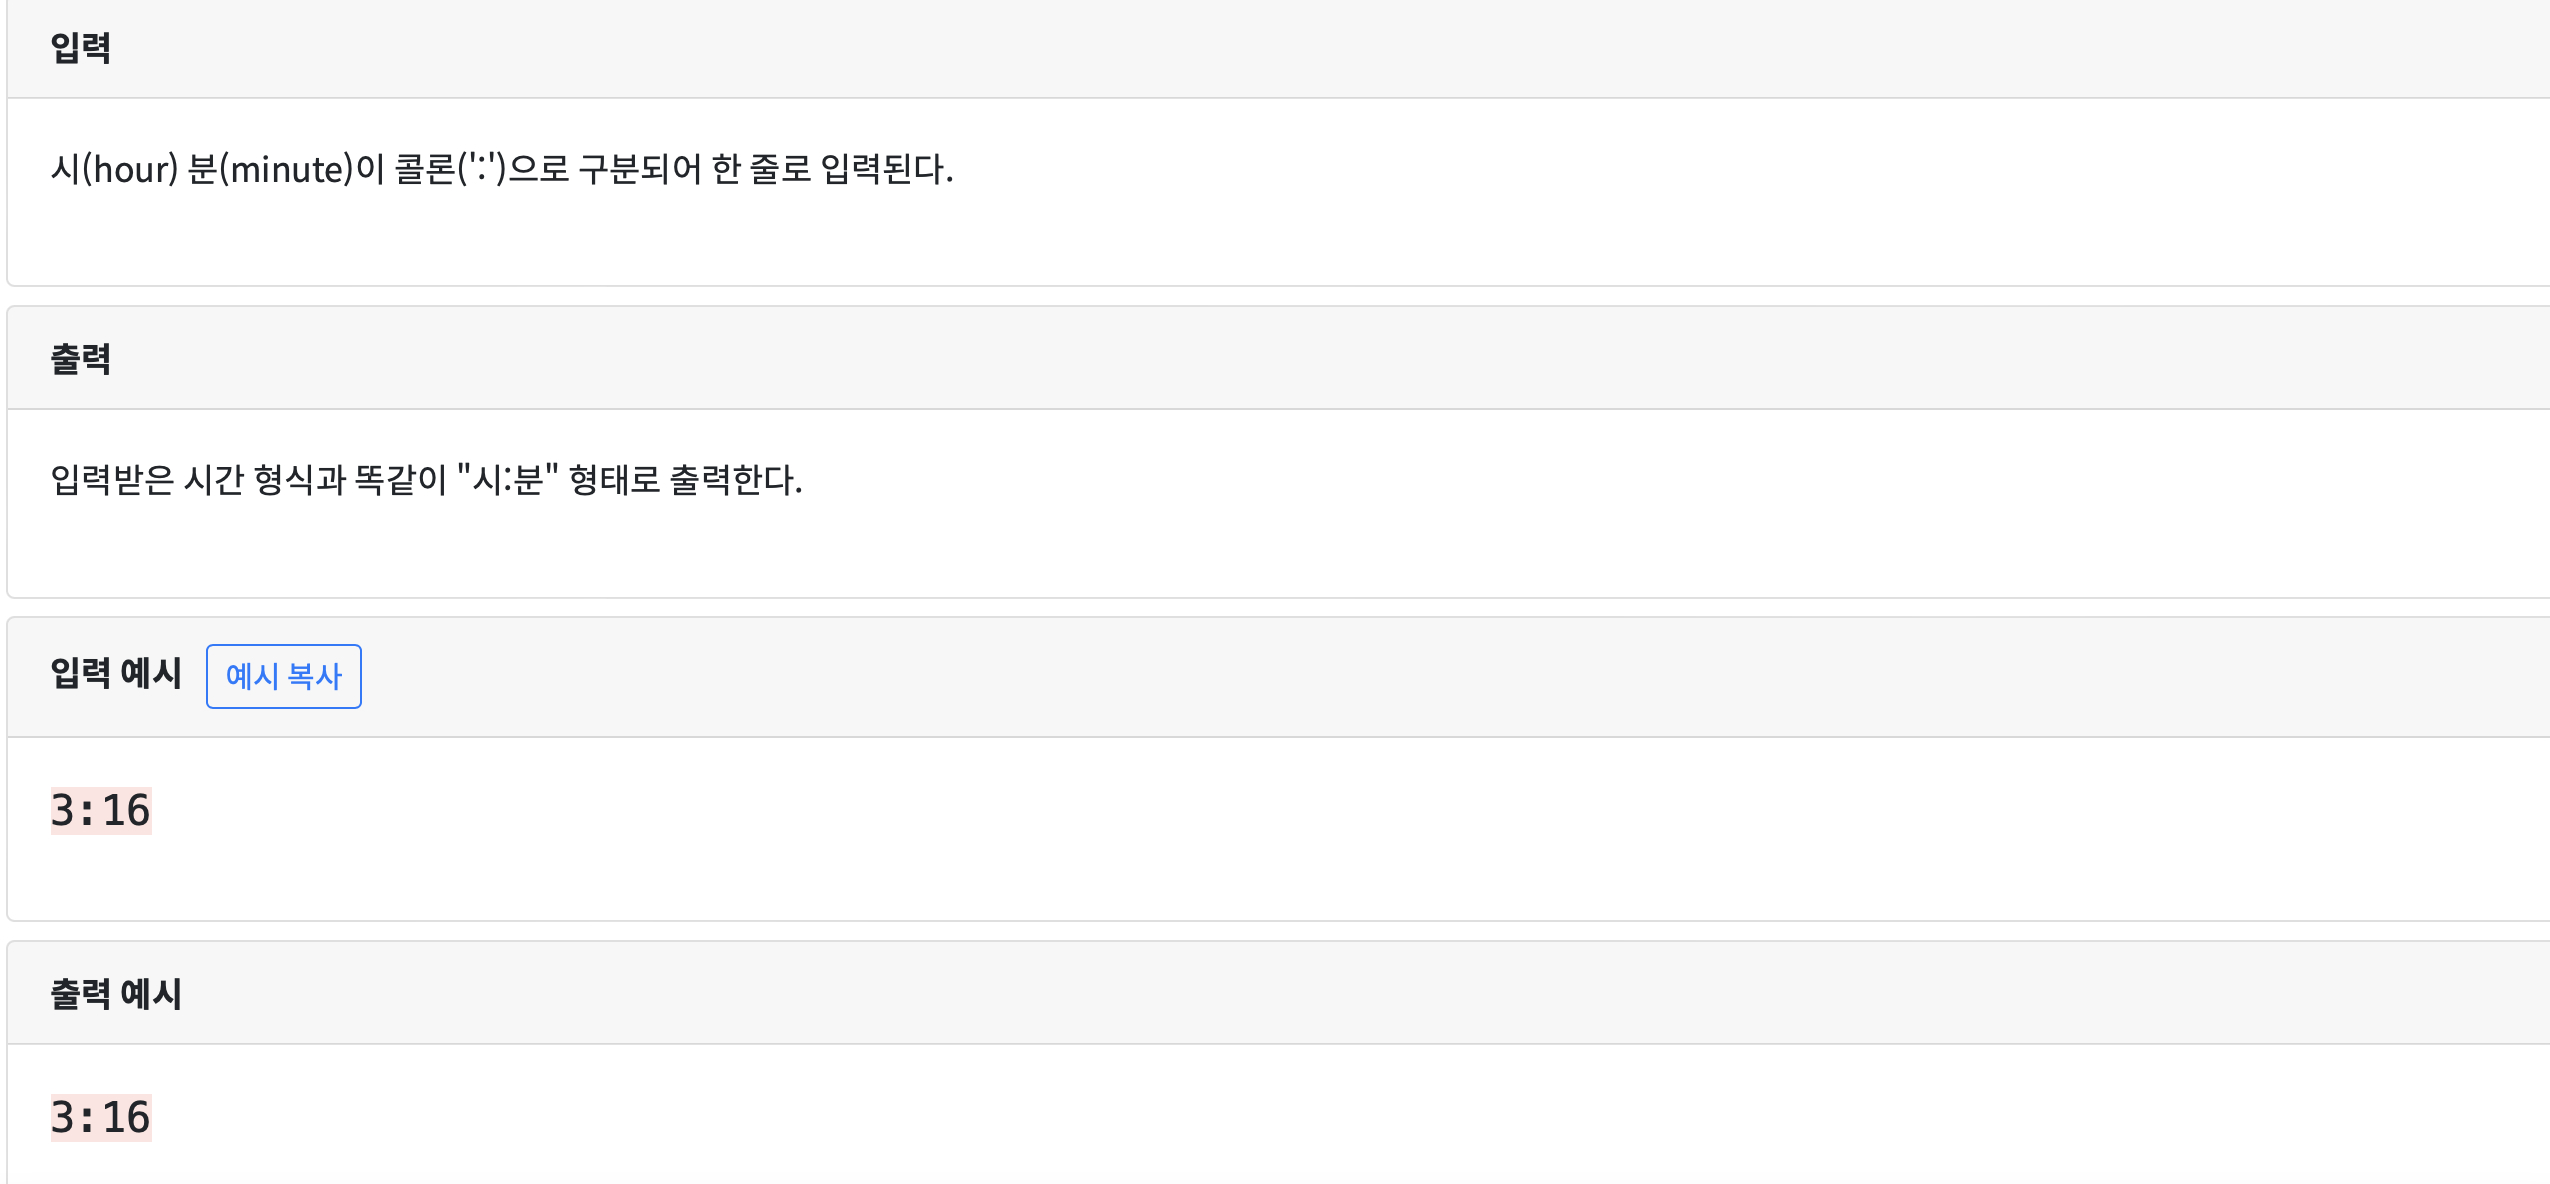 입력
시(hour) 분(minute)이 콜론(':')으로 구분되어 한 줄로 입력된다.
출력
입력받은 시간 형식과 똑같이 "시:분" 형태로 출력한다.
입력 예시 예시 복사
3:16
출력 예시
3:16